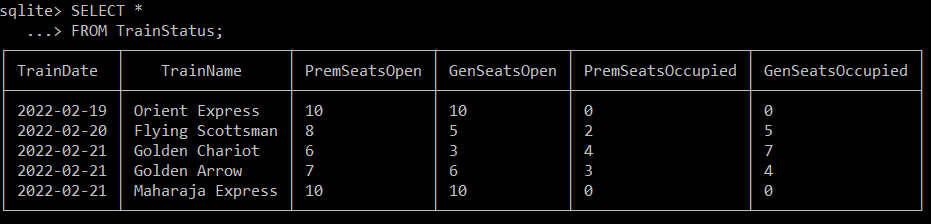 sqlite> SELECT *
...> FROM TrainStatus;
TrainDate TrainName PremSeatsOpen GenSeatsOpen PremSeatsOccupied GenSeatsOccupied
2022-02-19 Orient Express 10 10 0 0
2022-02-20 Flying Scottsman 8 5 2 5
2022-02-21 Golden Chariot 6 3 4 7
2022-02-21 Golden Arrow 7 6 3 4
2022-02-21 Maharaja Express 10 10 0 0